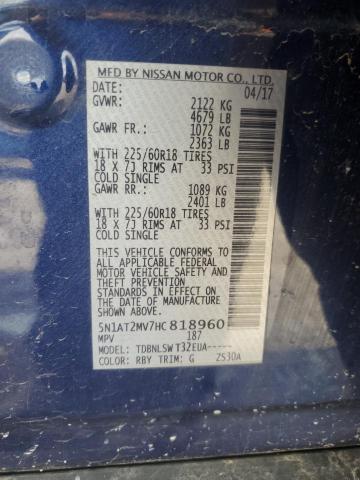 MFD BY NISSAN MOTOR CO., LTD.
DATE: 04/17
GVWR: 2122 KG
4679 LB
GAWR FR.: 1072 KG
2363 LB
WITH 225/60R18 TIRES
18 X 7J RIMS AT 33 PSI
COLD SINGLE
GAWR RR.: 1089 KG
2401 LB
WITH 225/60R18 TIRES
18 X 7J RIMS AT 33 PSI
COLD SINGLE
THIS VEHICLE CONFORMS TO
ALL APPLICABLE FEDERAL
MOTOR VEHICLE SAFETY
AND THEFT PREVENTION
STANDARDS IN EFFECT ON
THE DATE OF MANUFACTURE
SHOWN ABOVE.
5N1AT2MV7HC818960
MPV 187
MODEL: TDBNLSW T32EUA-----
COLOR: RBY TRIM: G ZS30A